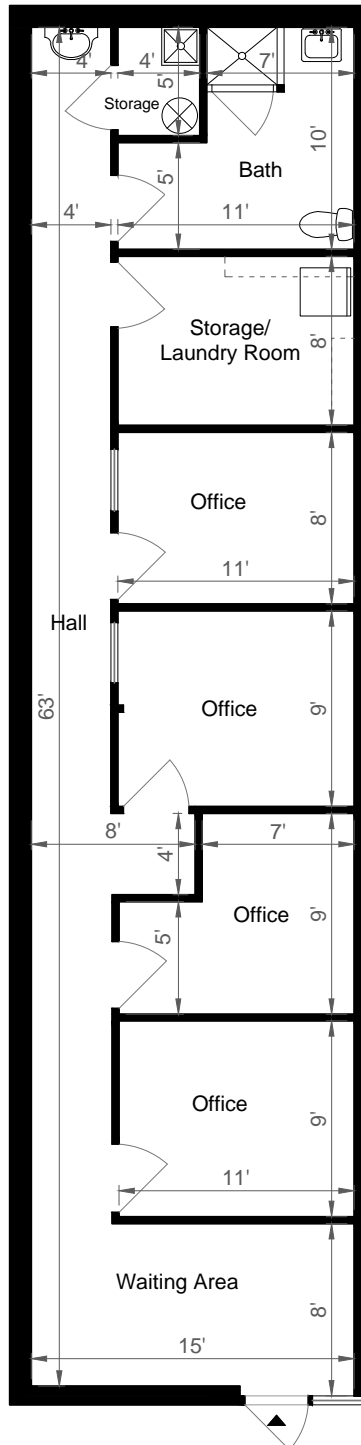 4'
4'
7'
5'
Storage
10'
5'
Bath
4'
11'
Storage/
Laundry Room
8'
Office
8'
11'
Hall
63'
Office
9'
8'
4'
7'
5'
Office
9'
Office
9'
11'
Waiting Area
8'
15'